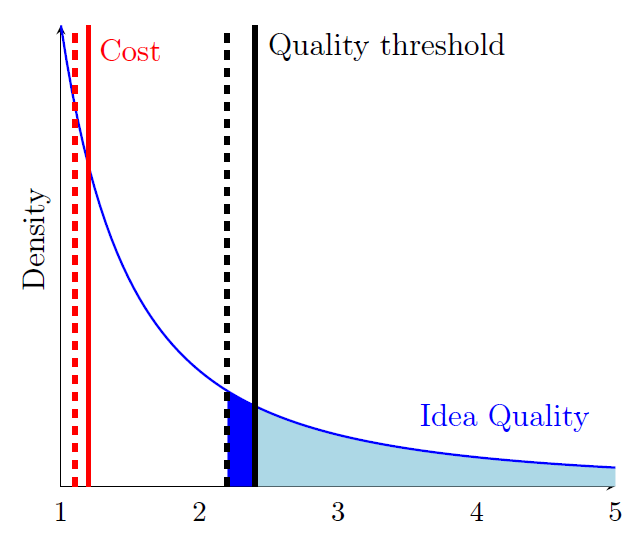 Cost
Quality threshold
Density
Idea Quality
1 2 3 4 5